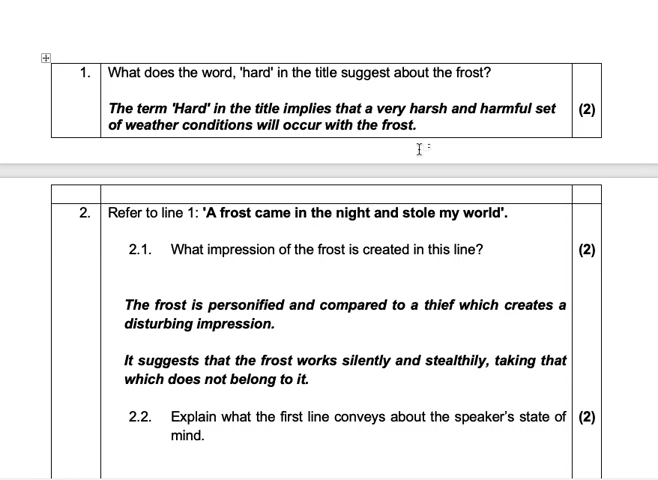 1. What does the word, 'hard' in the title suggest about the frost?
The term 'Hard' in the title implies that a very harsh and harmful set (2)
of weather conditions will occur with the frost.
2. Refer to line 1: 'A frost came in the night and stole my world'.
2.1. What impression of the frost is created in this line? (2)
The frost is personified and compared to a thief which creates a
disturbing impression.
It suggests that the frost works silently and stealthily, taking that
which does not belong to it.
2.2. Explain what the first line conveys about the speaker's state of (2)
mind.